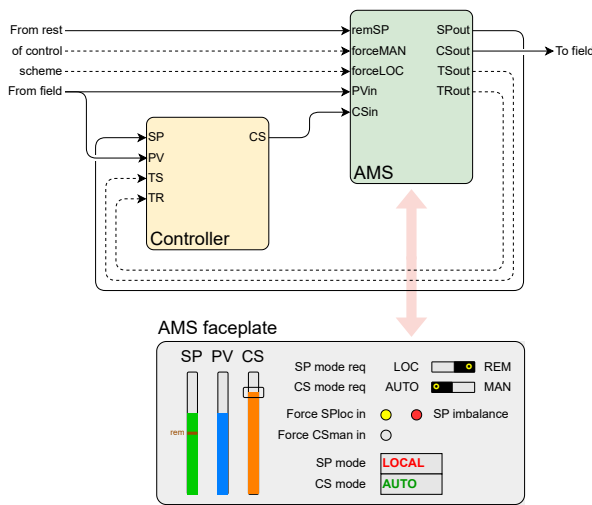 From rest remSP SPout
of control forceMAN CSout To field
scheme forceLOC TSout
From field PVin TRout
CSin
SP CS
PV
TS AMS
TR
Controller
AMS faceplate
SP PV CS
SP mode req LOC REM
CS mode req AUTO MAN
Force SPloc in SP imbalance
rem
Force CSman in
SP mode LOCAL
CS mode AUTO